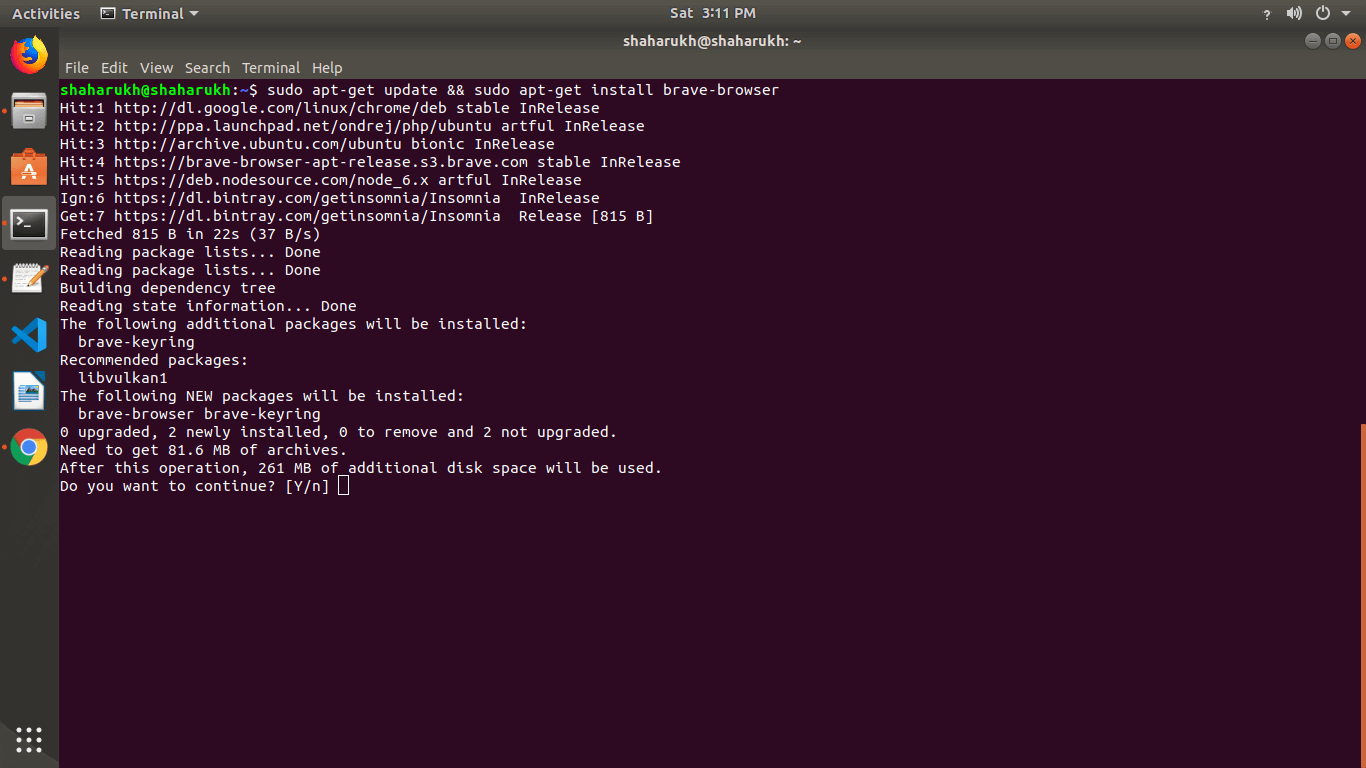 Activities Terminal Sat 3:11 PM ?
shaharukh@shaharukh: ~
File Edit View Search Terminal Help
shaharukh@shaharukh:~$ sudo apt-get update && sudo apt-get install brave-browser
Hit:1 http://dl.google.com/linux/chrome/deb stable InRelease
Hit:2 http://ppa.launchpad.net/ondrej/php/ubuntu artful InRelease
Hit:3 http://archive.ubuntu.com/ubuntu bionic InRelease
Hit:4 https://brave-browser-apt-release.s3.brave.com stable InRelease
Hit:5 https://deb.nodesource.com/node_6.x artful InRelease
Ign:6 https://dl.bintray.com/getinsomnia/Insomnia  InRelease
Get:7 https://dl.bintray.com/getinsomnia/Insomnia  Release [815 B]
Fetched 815 B in 22s (37 B/s)
Reading package lists... Done
Reading package lists... Done
Building dependency tree
Reading state information... Done
The following additional packages will be installed:
  brave-keyring
Recommended packages:
  libvulkan1
The following NEW packages will be installed:
  brave-browser brave-keyring
0 upgraded, 2 newly installed, 0 to remove and 2 not upgraded.
Need to get 81.6 MB of archives.
After this operation, 261 MB of additional disk space will be used.
Do you want to continue? [Y/n]